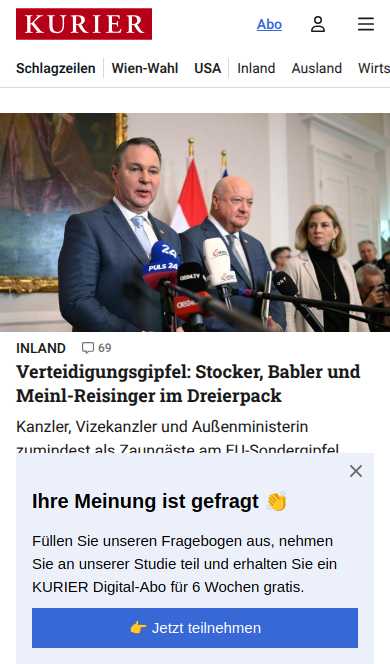 KURIER
Abo
Schlagzeilen Wien-Wahl USA Inland Ausland Wirts
24
PULS 24
oe24.TV
INLAND 69
Verteidigungsgipfel: Stocker, Babler und
Meinl-Reisinger im Dreierpack
Kanzler, Vizekanzler und Außenministerin
zumindest als Zaungäste am EU-Sondergipfel
Ihre Meinung ist gefragt 👏
Füllen Sie unseren Fragebogen aus, nehmen
Sie an unserer Studie teil und erhalten Sie ein
KURIER Digital-Abo für 6 Wochen gratis.
👉 Jetzt teilnehmen